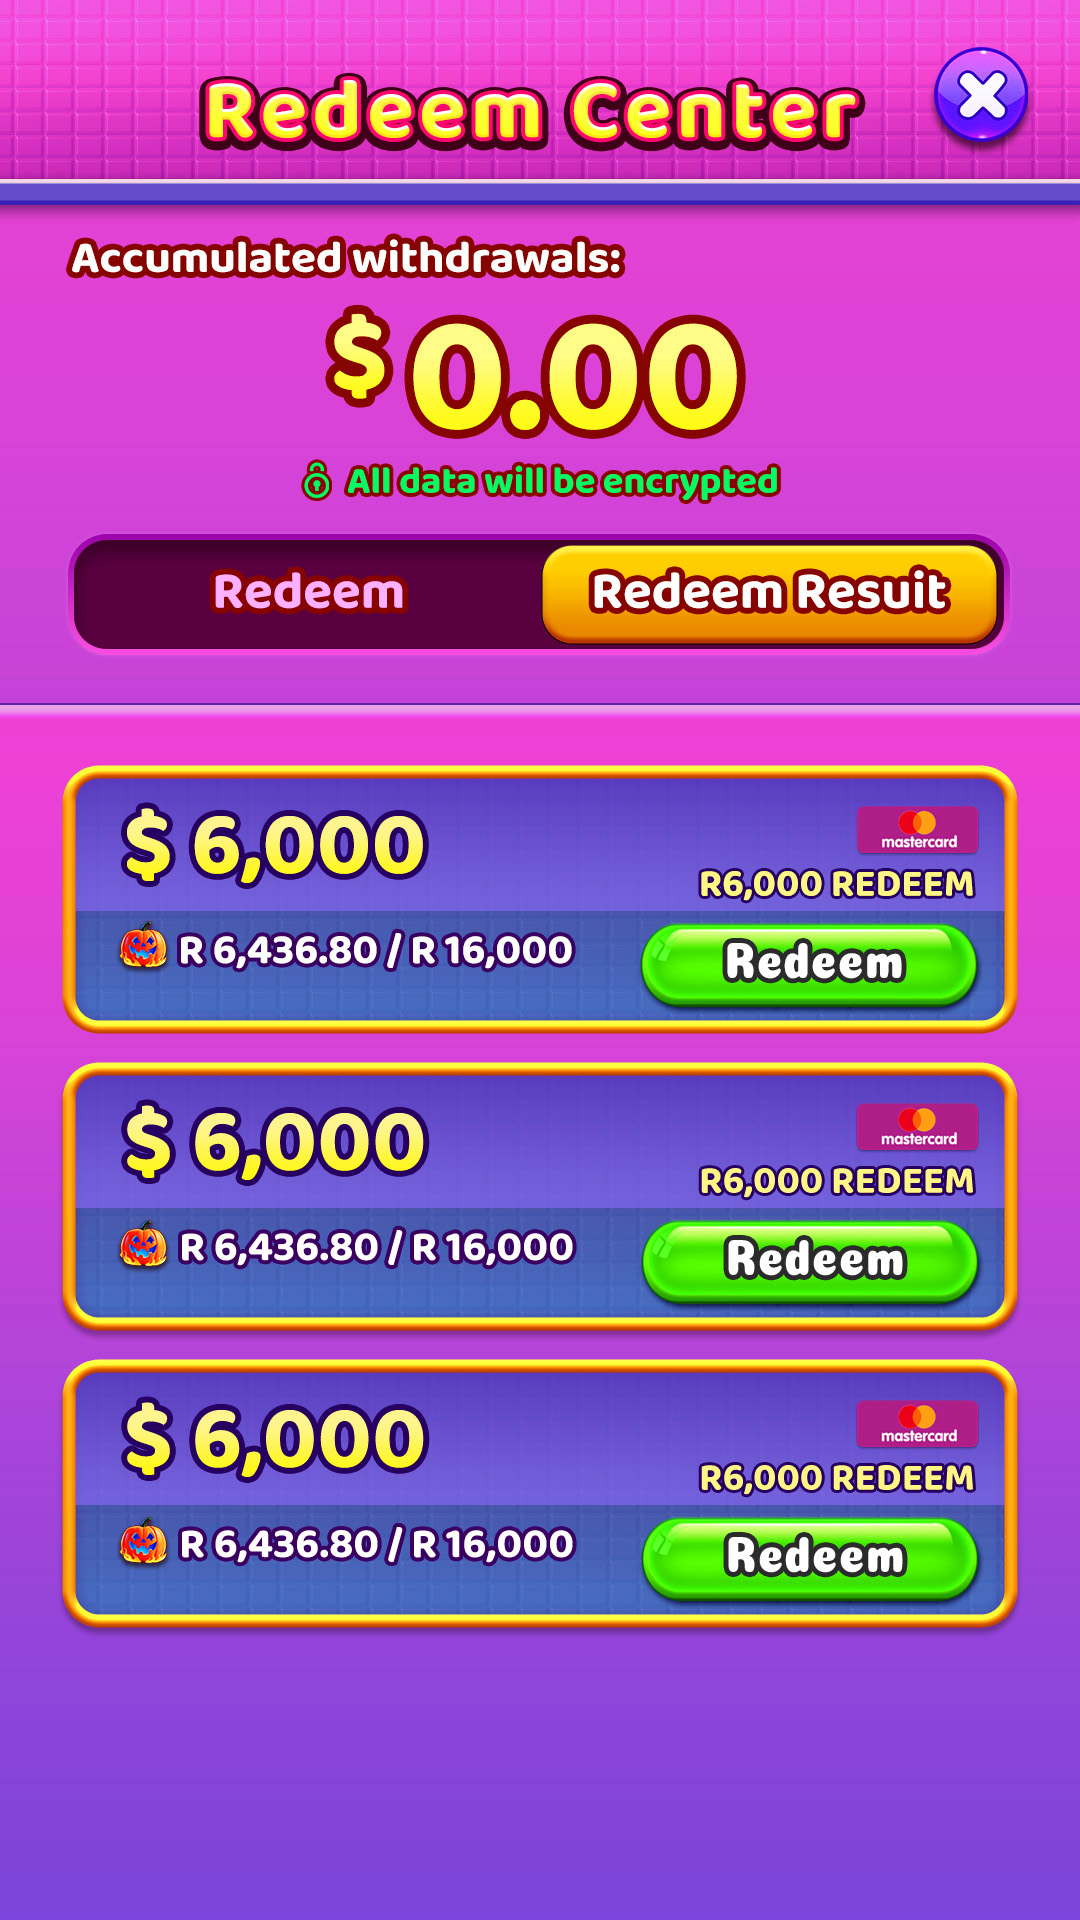 Redeem Center
Accumulated withdrawals:
$ 0.00
All data will be encrypted
Redeem
Redeem Resuit
$ 6,000
mastercard
R6,000 REDEEM
R 6,436.80 / R 16,000
Redeem
$ 6,000
mastercard
R6,000 REDEEM
R 6,436.80 / R 16,000
Redeem
$ 6,000
mastercard
R6,000 REDEEM
R 6,436.80 / R 16,000
Redeem